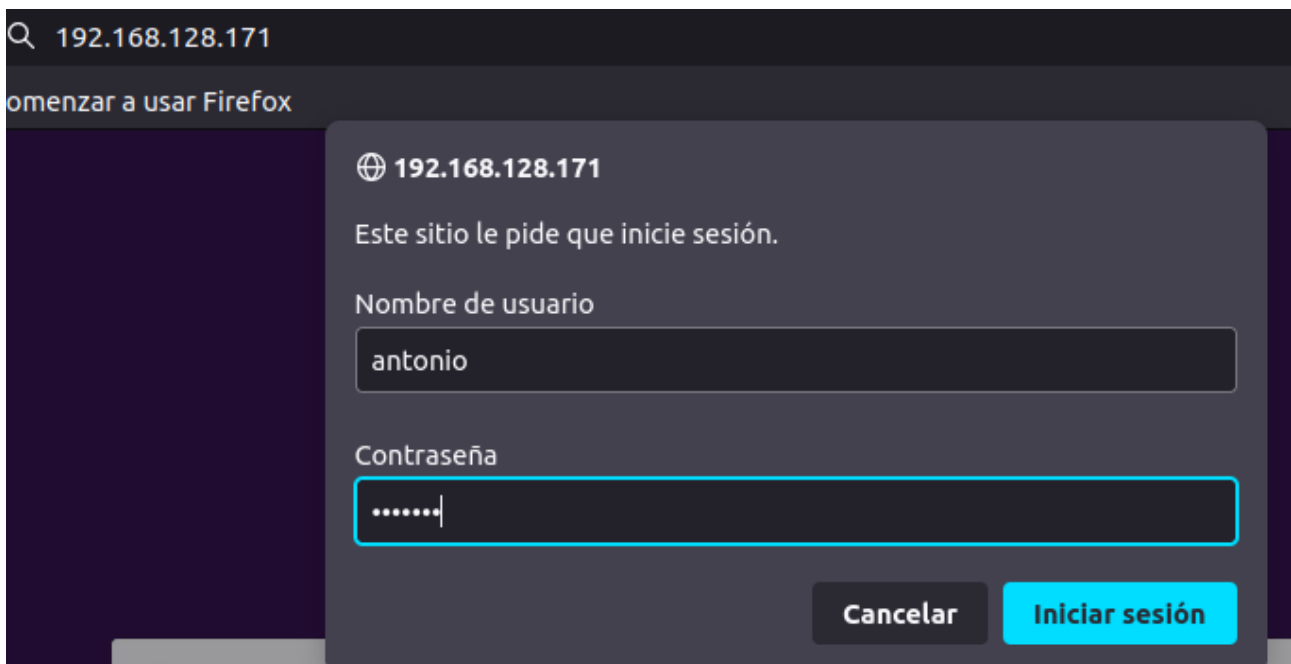 192.168.128.171
omenzar a usar Firefox
192.168.128.171
Este sitio le pide que inicie sesión.
Nombre de usuario
antonio
Contraseña
•••••••
Cancelar Iniciar sesión